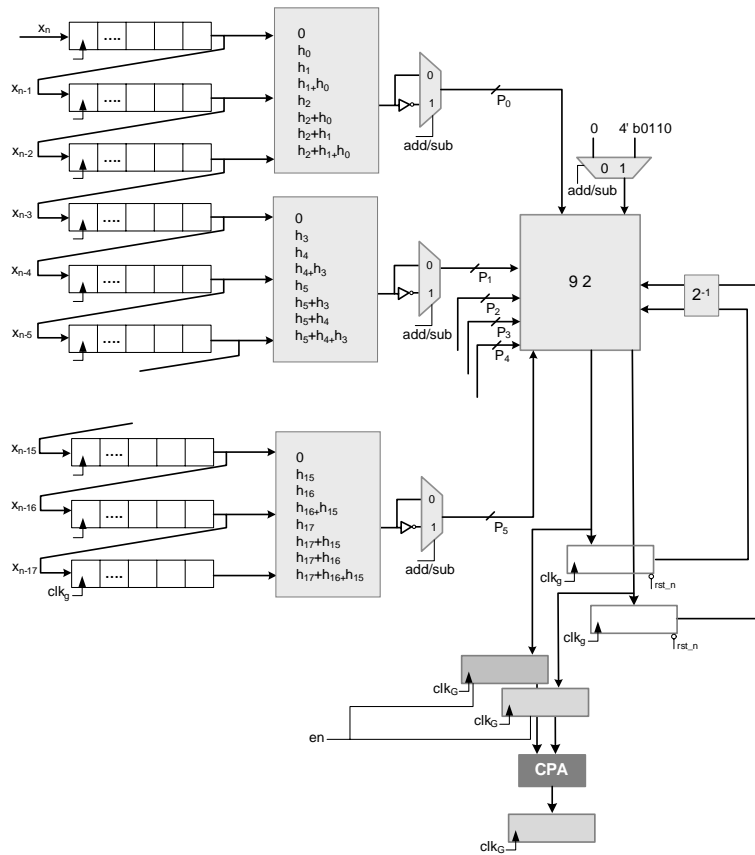 xn
....
xn-1
....
xn-2
....
0
h0
h1
h1+h0
h2
h2+h0
h2+h1
h2+h1+h0
0
1
add/sub
P0
0 4' b0110
0 1
add/sub
xn-3
....
xn-4
....
xn-5
....
0
h3
h4
h4+h3
h5
h5+h3
h5+h4
h5+h4+h3
0
1
add/sub
P1
P2
P3
P4
9 2
2-1
xn-15
....
xn-16
....
xn-17
....
clkg
0
h15
h16
h16+h15
h17
h17+h15
h17+h16
h17+h16+h15
0
1
add/sub
P5
clkg
rst_n
clkg
rst_n
clkG
clkG
en
CPA
clkG